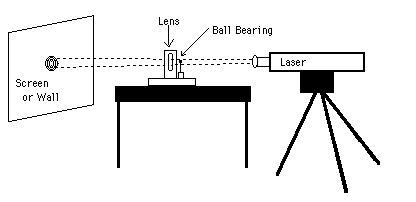 Lens
Ball Bearing
Laser
Screen
or Wall